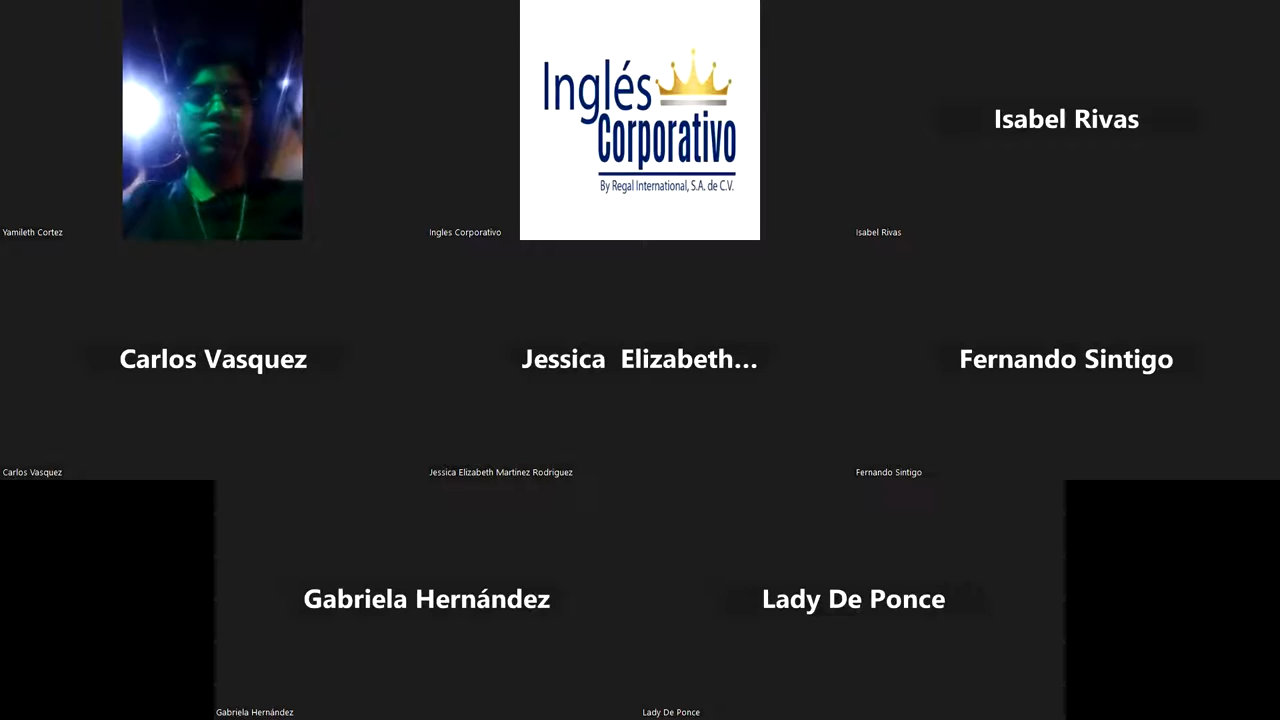 Inglés
Corporativo
By Regal International, S.A. de C.V.
Isabel Rivas
Yamileth Cortez
Ingles Corporativo
Isabel Rivas
Carlos Vasquez
Jessica Elizabeth...
Fernando Sintigo
Carlos Vasquez
Jessica Elizabeth Martinez Rodriguez
Fernando Sintigo
Gabriela Hernández
Lady De Ponce
Gabriela Hernández
Lady De Ponce